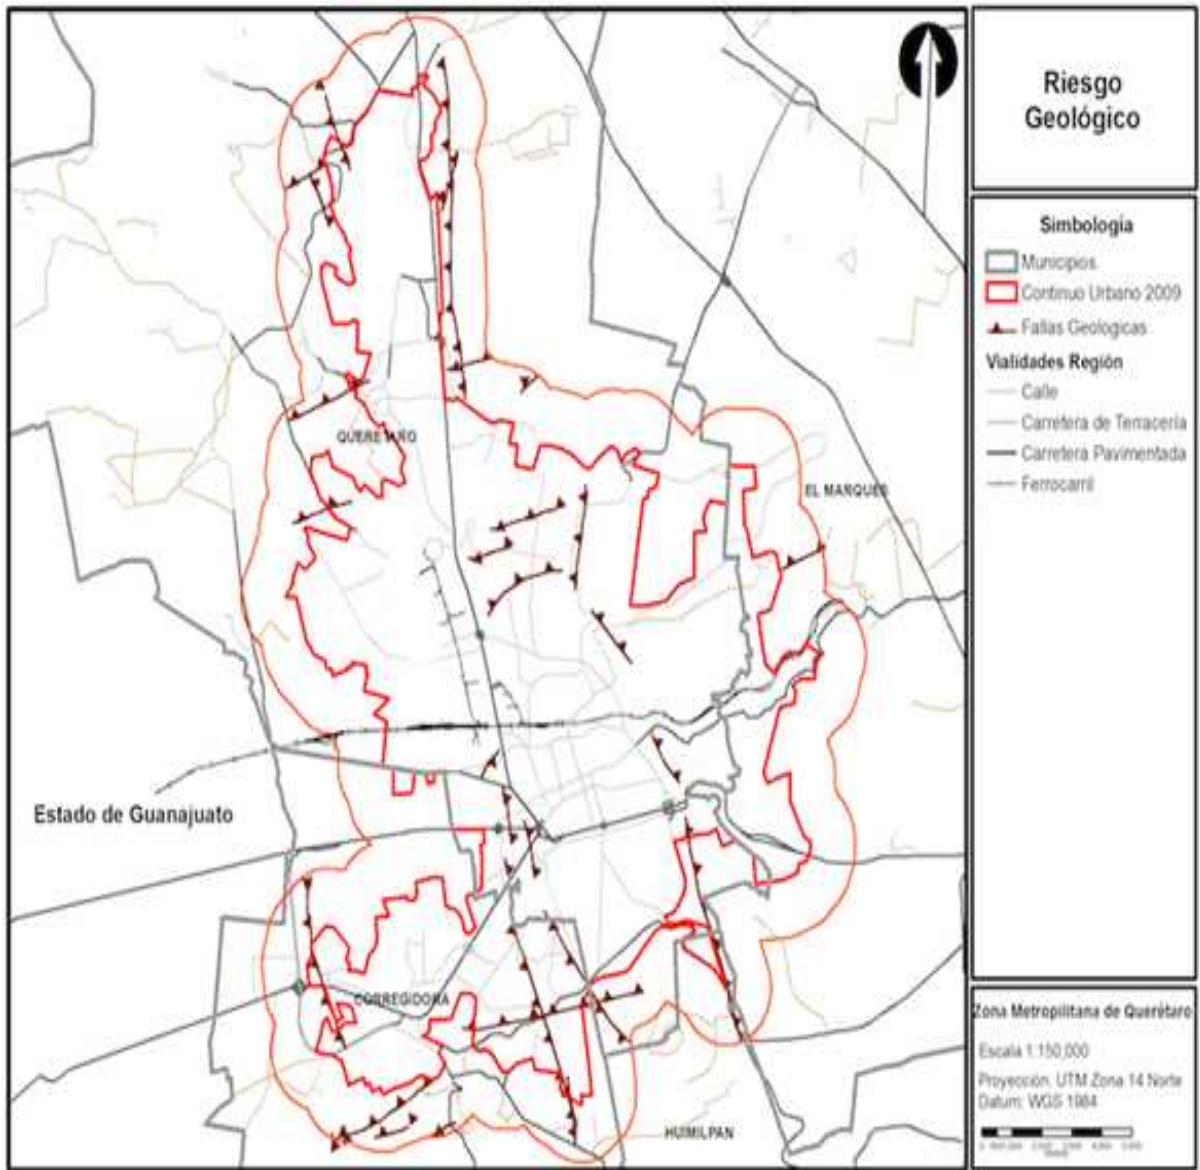 Riesgo
Geológico
Simbología
Municipios
Continuo Urbano 2009
Fallas Geológicas
Vialidades Región
Calle
Carretera de Terracería
Carretera Pavimentada
Ferrocarril
QUERETARO
EL MARQUES
Estado de Guanajuato
CORREGIDORA
HUIMILPAN
Zona Metropilitana de Querétaro
Escala 1:150,000
Proyección: UTM Zona 14 Norte
Datum: WGS 1984